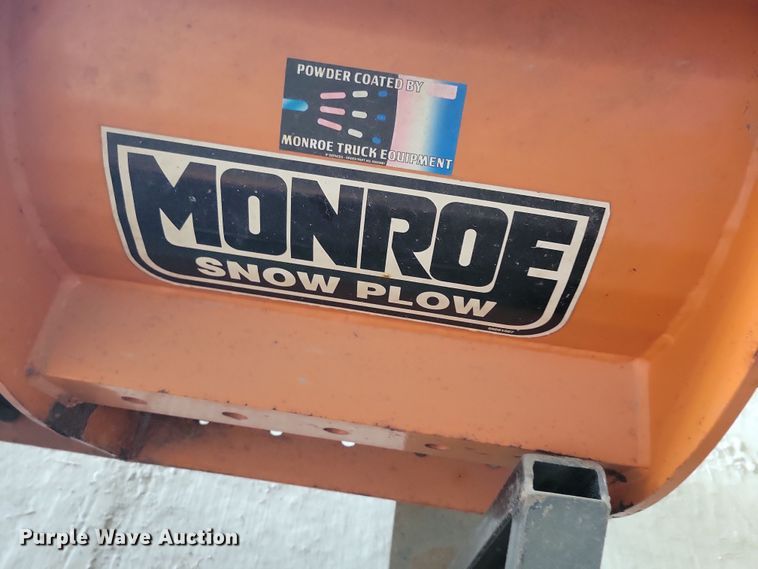 POWDER COATED BY
MONROE TRUCK EQUIPMENT
MONROE
SNOW PLOW
Purple Wave Auction